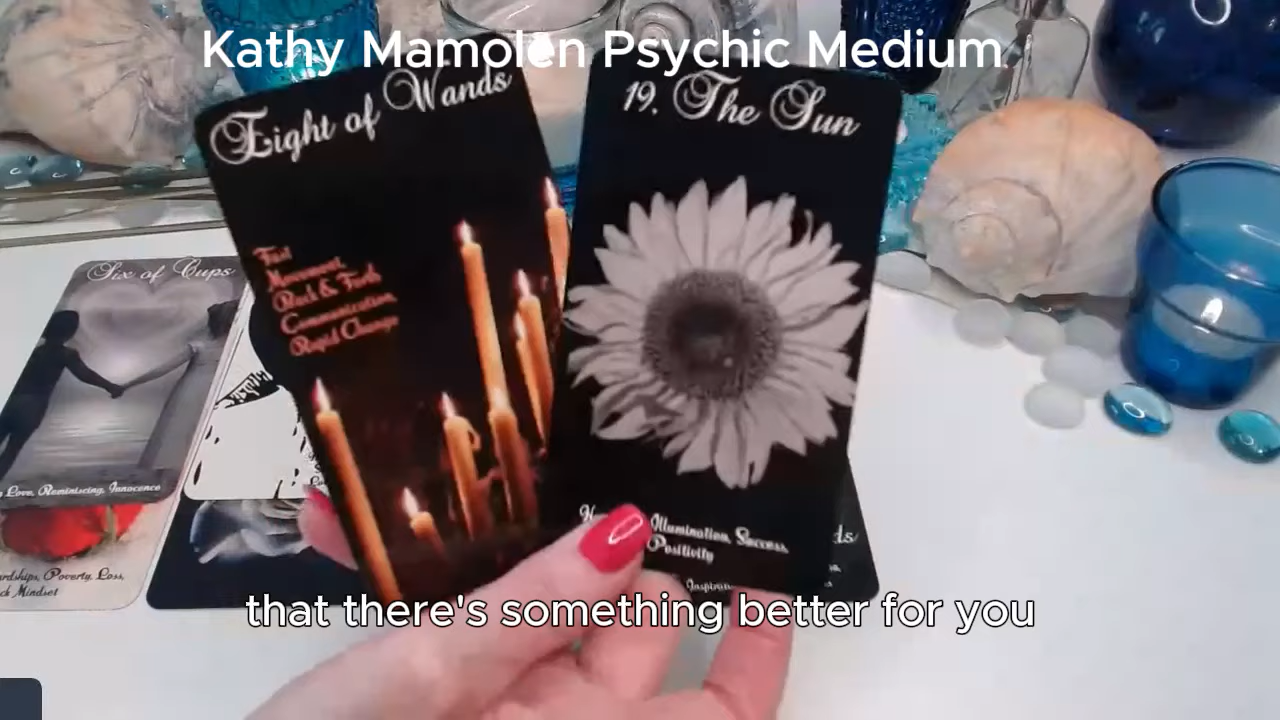 Kathy Mamolen Psychic Medium
Eight of Wands
19. The Sun
Fast
Movement,
Back & Forth
Communication,
Rapid Change
Six of Cups
Love, Reminiscing, Innocence
Illumination, Success
Positivity
ds
Poverty, Loss,
Mindset
that there's something better for you